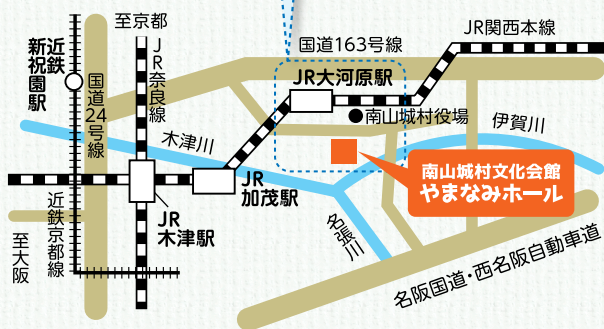 至京都
国道163号線
JR関西本線
近鉄
新祝園駅
国道24号線
JR奈良線
JR大河原駅
南山城村役場
木津川
伊賀川
南山城村文化会館
やまなみホール
JR
加茂駅
JR
木津駅
近鉄京都線
至大阪
名張川
名阪国道・西名阪自動車道